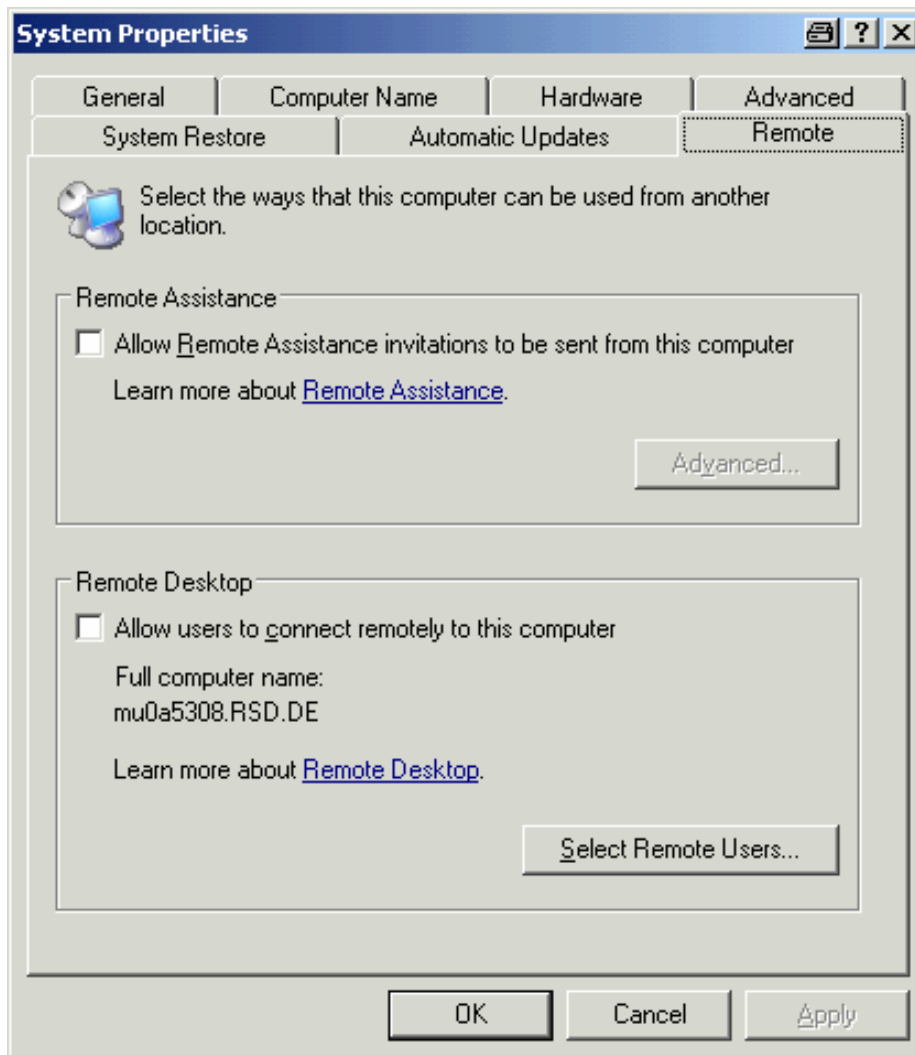 System Properties
General
Computer Name
Hardware
Advanced
System Restore
Automatic Updates
Remote
Select the ways that this computer can be used from another
location.
Remote Assistance
Allow Remote Assistance invitations to be sent from this computer
Learn more about Remote Assistance.
Advanced...
Remote Desktop
Allow users to connect remotely to this computer
Full computer name:
mu0a5308.RSD.DE
Learn more about Remote Desktop.
Select Remote Users...
OK
Cancel
Apply